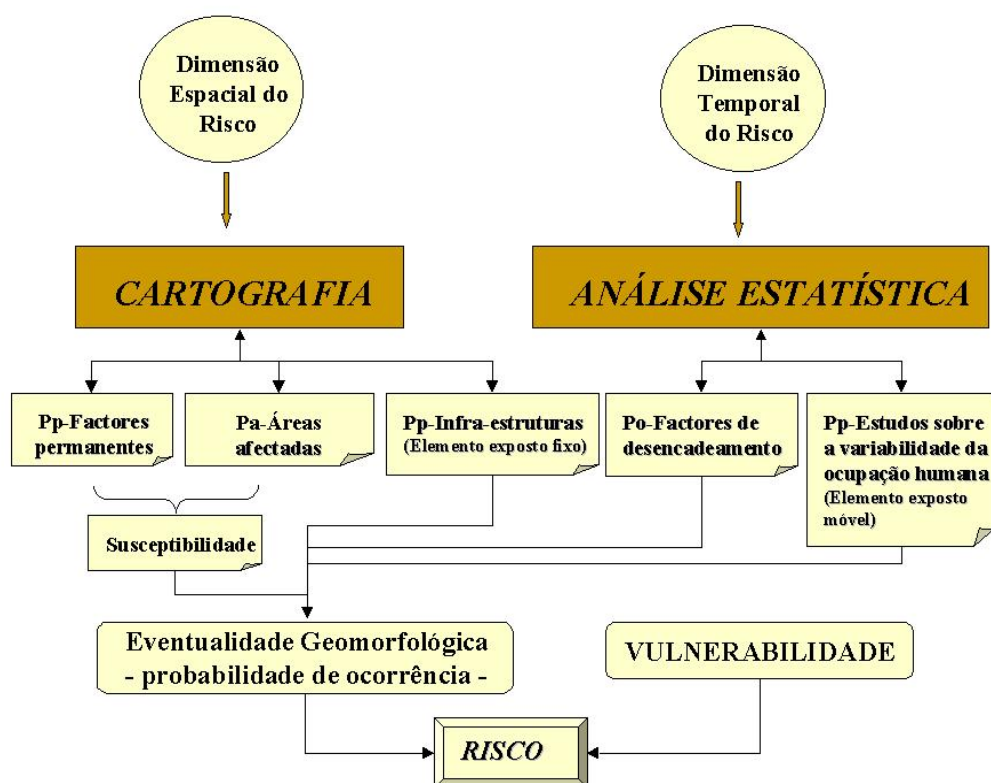 Dimensão
Espacial do
Risco
Dimensão
Temporal
do Risco
CARTOGRAFIA
ANÁLISE ESTATÍSTICA
Pp-Factores
permanentes
Pa-Áreas
afectadas
Pp-Infra-estruturas
(Elemento exposto fixo)
Po-Factores de
desencadeamento
Pp-Estudos sobre
a variabilidade da
ocupação humana
(Elemento exposto
móvel)
Susceptibilidade
Eventualidade Geomorfológica
- probabilidade de ocorrência -
VULNERABILIDADE
RISCO